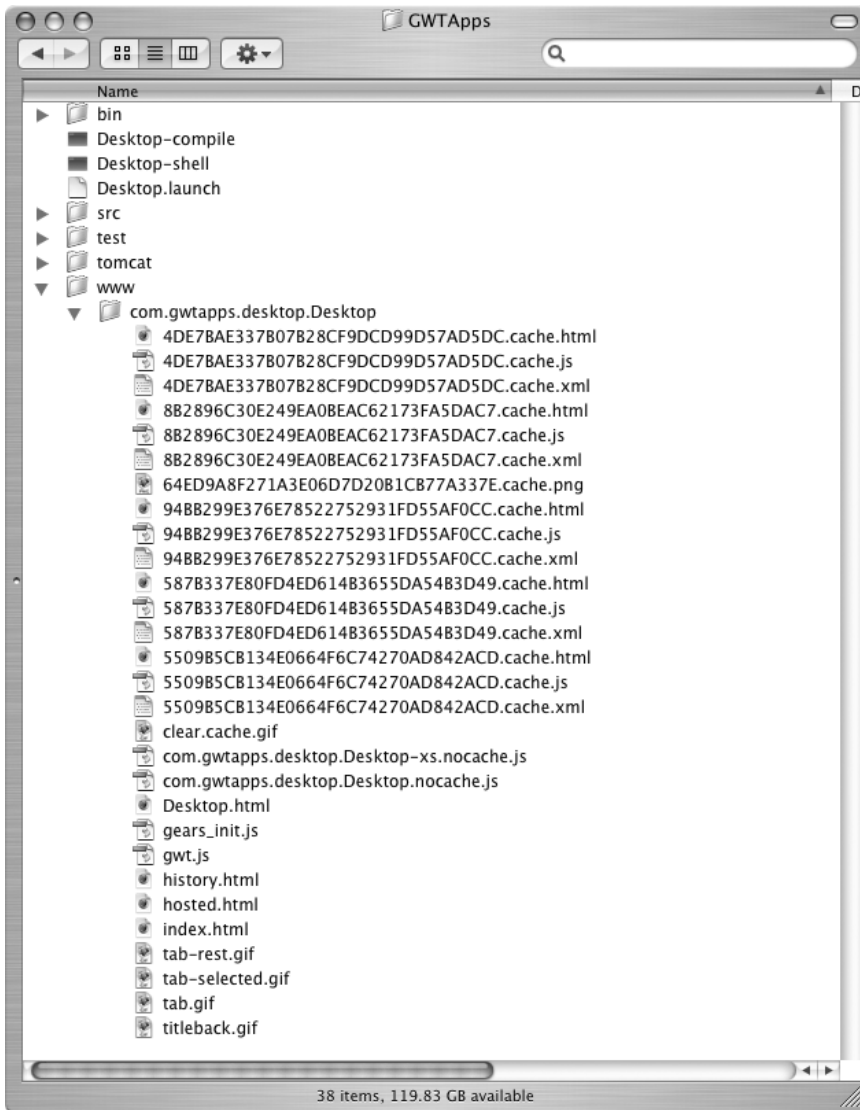 GWTApps
Name
D
bin
Desktop-compile
Desktop-shell
Desktop.launch
src
test
tomcat
www
com.gwtapps.desktop.Desktop
4DE7BAE337B07B28CF9DCD99D57AD5DC.cache.html
4DE7BAE337B07B28CF9DCD99D57AD5DC.cache.js
4DE7BAE337B07B28CF9DCD99D57AD5DC.cache.xml
8B2896C30E249EA0BEAC62173FA5DAC7.cache.html
8B2896C30E249EA0BEAC62173FA5DAC7.cache.js
8B2896C30E249EA0BEAC62173FA5DAC7.cache.xml
64ED9A8F271A3E06D7D20B1CB77A337E.cache.png
94BB299E376E78522752931FD55AF0CC.cache.html
94BB299E376E78522752931FD55AF0CC.cache.js
94BB299E376E78522752931FD55AF0CC.cache.xml
587B337E80FD4ED614B3655DA54B3D49.cache.html
587B337E80FD4ED614B3655DA54B3D49.cache.js
587B337E80FD4ED614B3655DA54B3D49.cache.xml
5509B5CB134E0664F6C74270AD842ACD.cache.html
5509B5CB134E0664F6C74270AD842ACD.cache.js
5509B5CB134E0664F6C74270AD842ACD.cache.xml
clear.cache.gif
com.gwtapps.desktop.Desktop-xs.nocache.js
com.gwtapps.desktop.Desktop.nocache.js
Desktop.html
gears_init.js
gwt.js
history.html
hosted.html
index.html
tab-rest.gif
tab-selected.gif
tab.gif
titleback.gif
38 items, 119.83 GB available